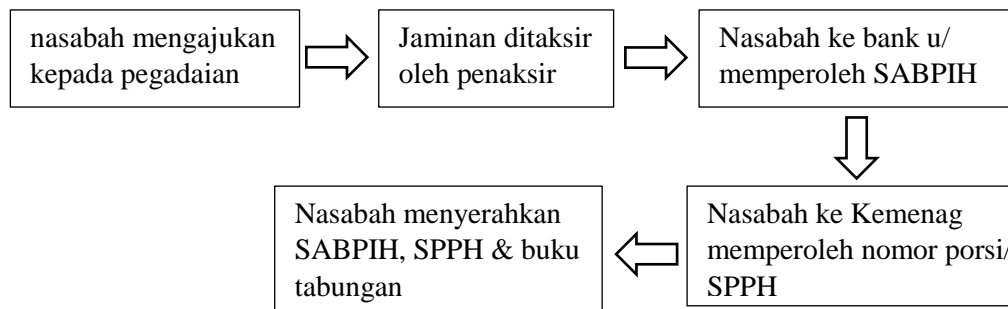 nasabah mengajukan
kepada pegadaian
Jaminan ditaksir
oleh penaksir
Nasabah ke bank u/
memperoleh SABPIH
Nasabah ke Kemenag
memperoleh nomor porsi/
SPPH
Nasabah menyerahkan
SABPIH, SPPH & buku
tabungan